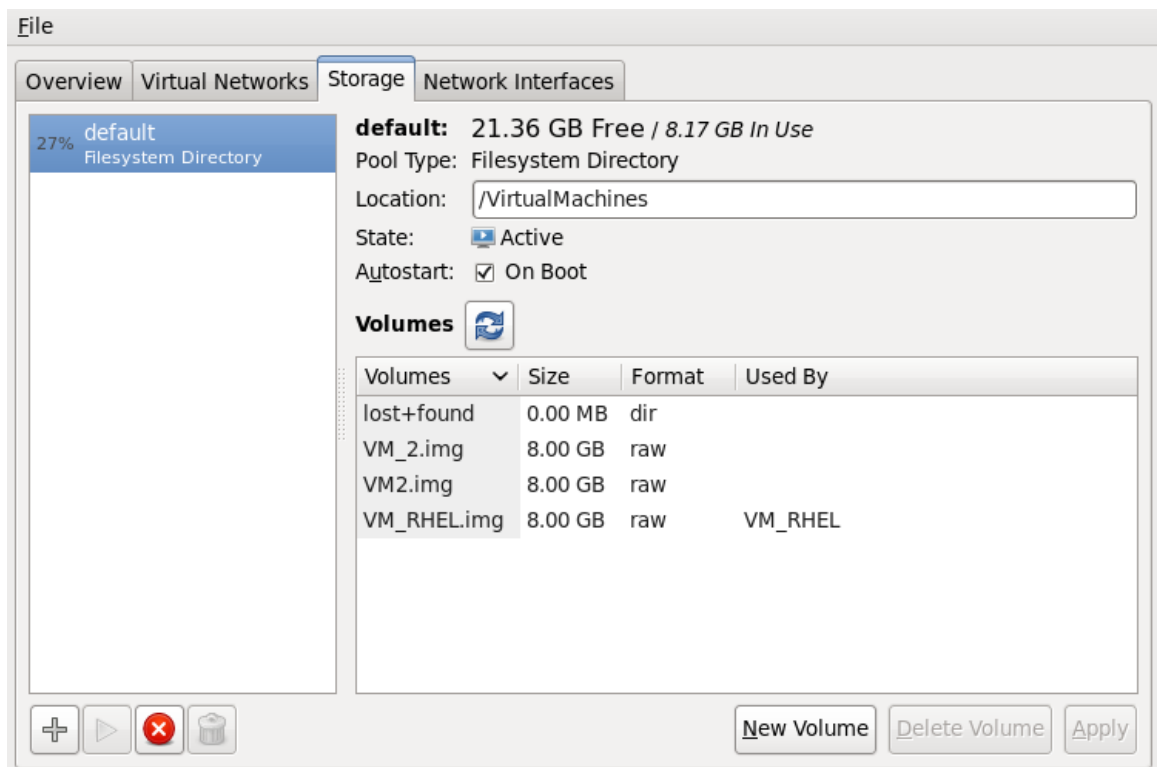 File
Overview Virtual Networks Storage Network Interfaces
27% default
Filesystem Directory
default: 21.36 GB Free / 8.17 GB In Use
Pool Type: Filesystem Directory
Location: /VirtualMachines
State: Active
Autostart: On Boot
Volumes
Volumes Size Format Used By
lost+found 0.00 MB dir
VM_2.img 8.00 GB raw
VM2.img 8.00 GB raw
VM_RHEL.img 8.00 GB raw VM_RHEL
New Volume Delete Volume Apply